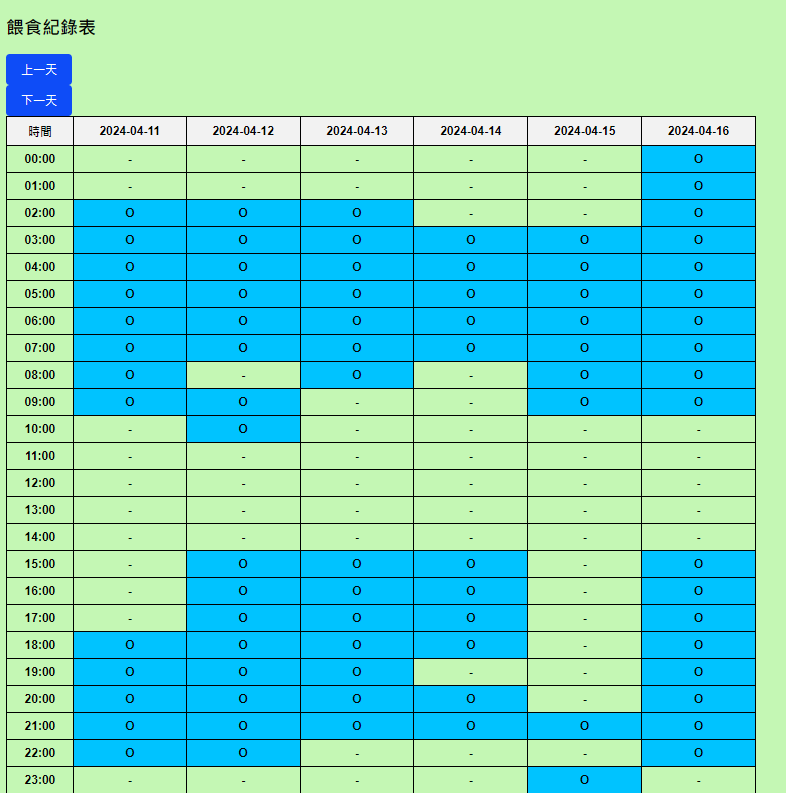 餵食紀錄表
上一天
下一天
時間 2024-04-11 2024-04-12 2024-04-13 2024-04-14 2024-04-15 2024-04-16
00:00 - - - - - O
01:00 - - - - - O
02:00 O O O - - O
03:00 O O O O O O
04:00 O O O O O O
05:00 O O O O O O
06:00 O O O O O O
07:00 O O O O O O
08:00 O - O - O O
09:00 O O - - O O
10:00 - O - - - -
11:00 - - - - - -
12:00 - - - - - -
13:00 - - - - - -
14:00 - - - - - -
15:00 - O O O - O
16:00 - O O O - O
17:00 - O O O - O
18:00 O O O O - O
19:00 O O O - - O
20:00 O O O O - O
21:00 O O O O O O
22:00 O O - - - O
23:00 - - - - O -